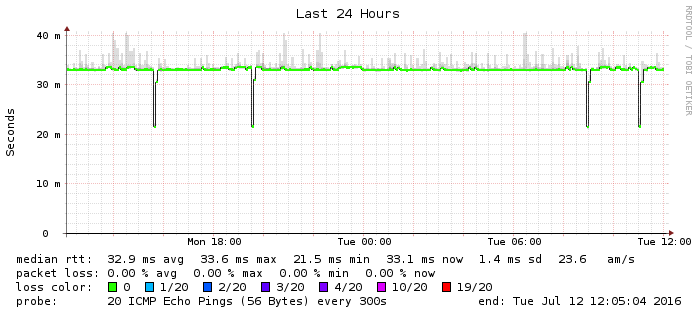 Last 24 Hours
RRDTOOL / TOBI OETIKER
Seconds
40 m
30 m
20 m
10 m
0
Mon 18:00 Tue 00:00 Tue 06:00 Tue 12:00
median rtt: 32.9 ms avg 33.6 ms max 21.5 ms min 33.1 ms now 1.4 ms sd 23.6 am/s
packet loss: 0.00 % avg 0.00 % max 0.00 % min 0.00 % now
loss color: 0 1/20 2/20 3/20 4/20 10/20 19/20
probe: 20 ICMP Echo Pings (56 Bytes) every 300s end: Tue Jul 12 12:05:04 2016